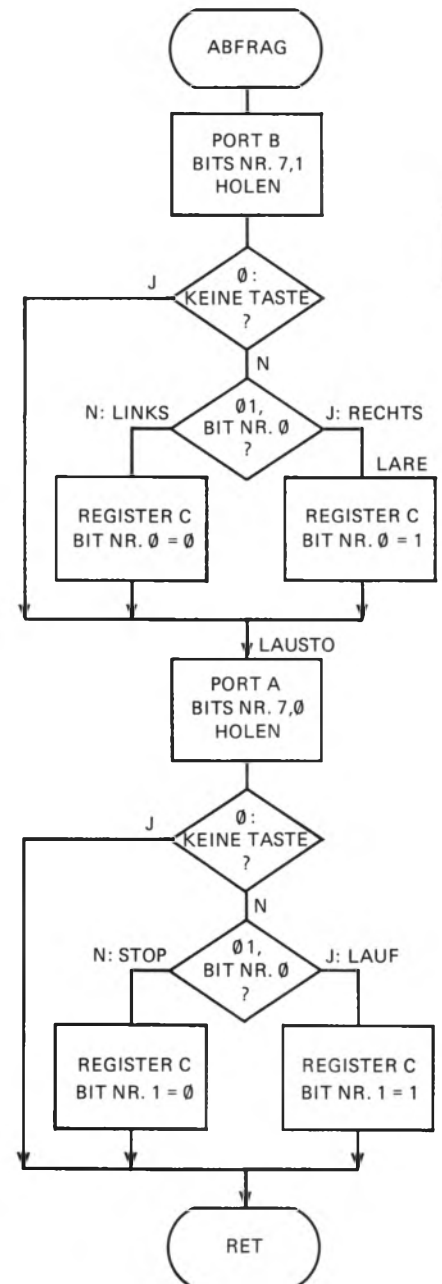 ABFRAG
PORT B
BITS NR. 7,1
HOLEN
J
Ø:
KEINE TASTE
?
N
N: LINKS
Ø1,
BIT NR. Ø
?
J: RECHTS
LARE
REGISTER C
BIT NR. Ø = Ø
REGISTER C
BIT NR. Ø = 1
LAUSTO
PORT A
BITS NR. 7,Ø
HOLEN
J
Ø:
KEINE TASTE
?
N
N: STOP
Ø1,
BIT NR. Ø
?
J: LAUF
REGISTER C
BIT NR. 1 = Ø
REGISTER C
BIT NR. 1 = 1
RET